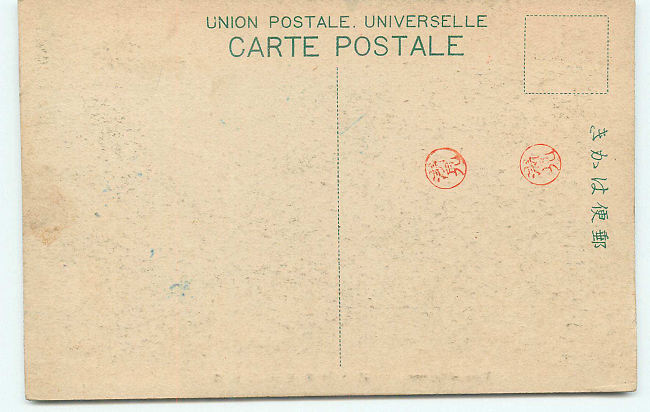 UNION POSTALE. UNIVERSELLE
CARTE POSTALE
きかは便郵